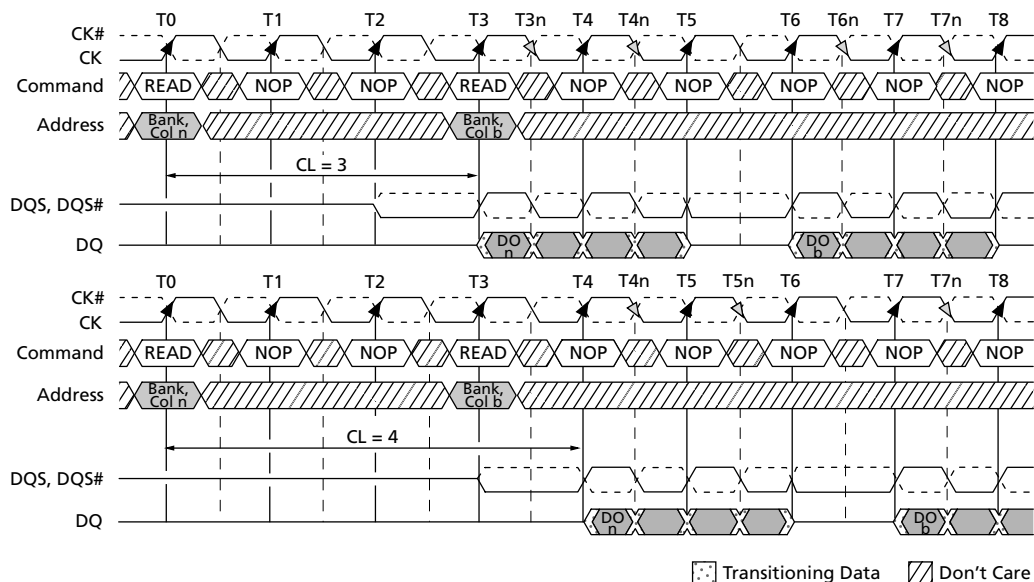 T0 T1 T2 T3 T3n T4 T4n T5 T6 T6n T7 T7n T8
CK#
CK
Command READ NOP NOP READ NOP NOP NOP NOP NOP
Address Bank, Col n Bank, Col b
CL = 3
DQS, DQS#
DQ DO n DO b
T0 T1 T2 T3 T4 T4n T5 T5n T6 T7 T7n T8
CK#
CK
Command READ NOP NOP READ NOP NOP NOP NOP NOP
Address Bank, Col n Bank, Col b
CL = 4
DQS, DQS#
DQ DO n DO b
Transitioning Data Don't Care